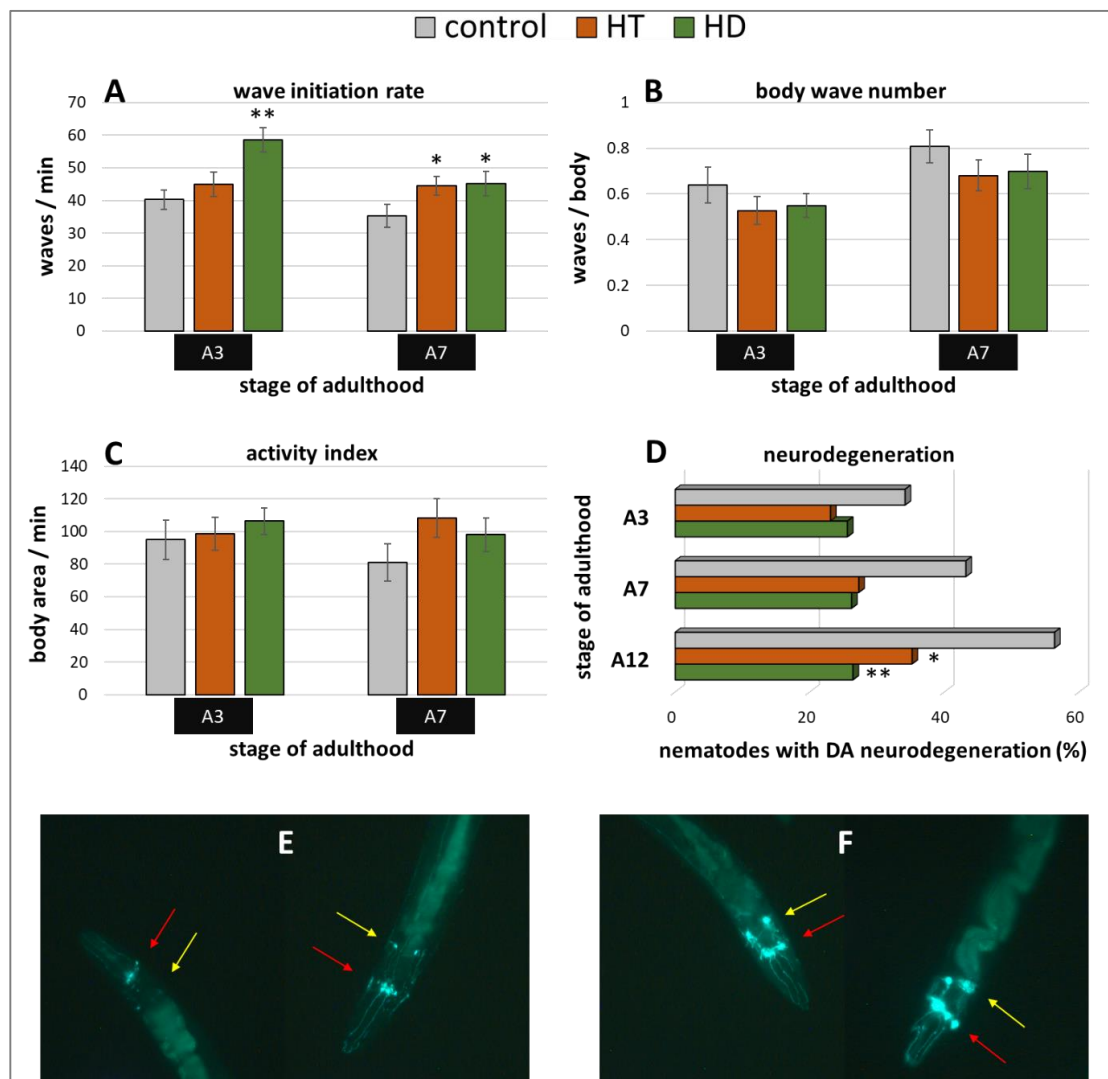 control HT HD
A wave initiation rate
waves / min
70
60
50
40
30
20
10
0
**
* *
A3 A7
stage of adulthood
B body wave number
waves / body
1
0.8
0.6
0.4
0.2
0
A3 A7
stage of adulthood
C activity index
body area / min
140
120
100
80
60
40
20
0
A3 A7
stage of adulthood
D neurodegeneration
stage of adulthood
A3
A7
A12
*
**
0 20 40 60
nematodes with DA neurodegeneration (%)
E
F